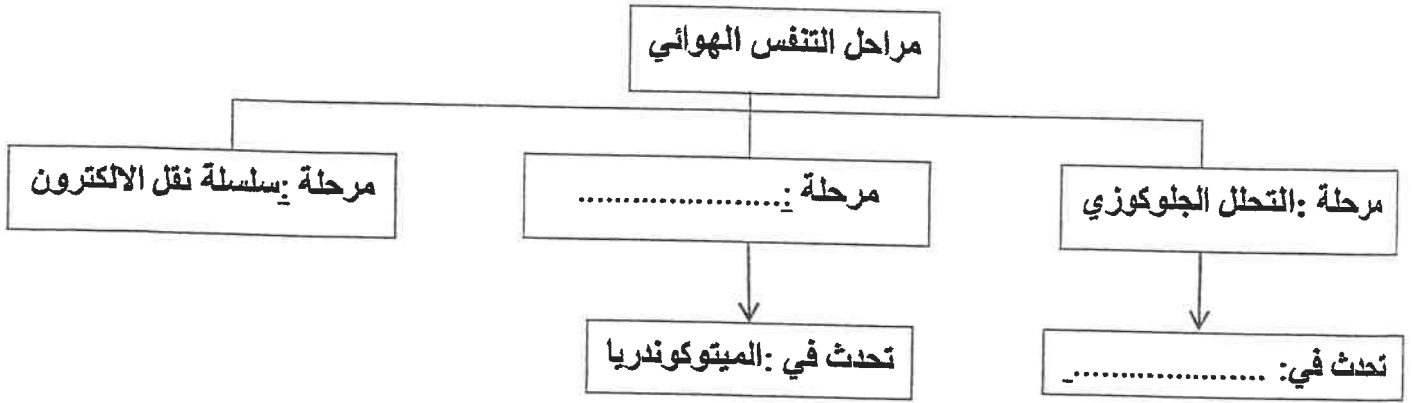 مراحل التنفس الهوائي
مرحلة :التحلل الجلوكوزي
مرحلة :......................
مرحلة :سلسلة نقل الالكترون
تحدث في: ......................
تحدث في :الميتوكوندريا